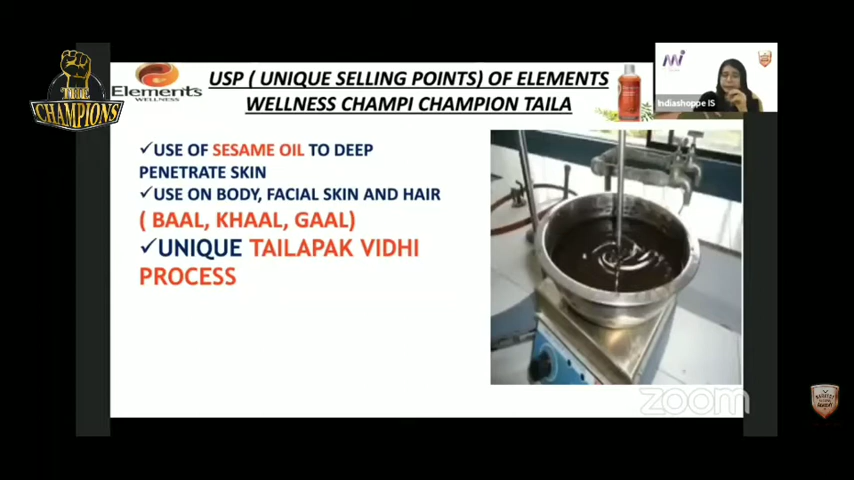 THE
CHAMPIONS
Elements
WELLNESS
USP ( UNIQUE SELLING POINTS) OF ELEMENTS
WELLNESS CHAMPI CHAMPION TAILA
Indiashoppe IS
✓USE OF SESAME OIL TO DEEP
PENETRATE SKIN
✓USE ON BODY, FACIAL SKIN AND HAIR
( BAAL, KHAAL, GAAL)
✓UNIQUE TAILAPAK VIDHI
PROCESS
zoom